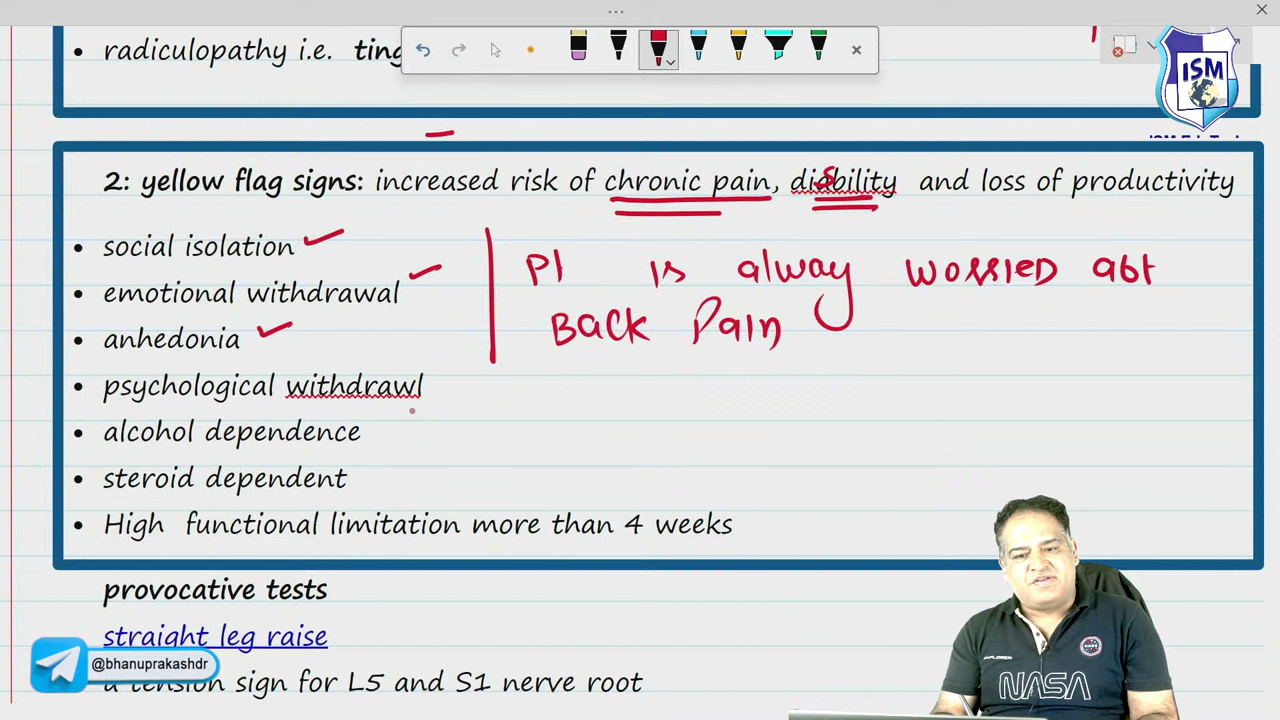 radiculopathy i.e. ting
ISM
2: yellow flag signs: increased risk of chronic pain, disbility and loss of productivity
social isolation
emotional withdrawal
anhedonia
psychological withdrawl
alcohol dependence
steroid dependent
High functional limitation more than 4 weeks
Pt is alway worried abt
Back Pain
provocative tests
straight leg raise
@bhanuprakashdr
a tension sign for L5 and S1 nerve root
EXPLORER
NASA